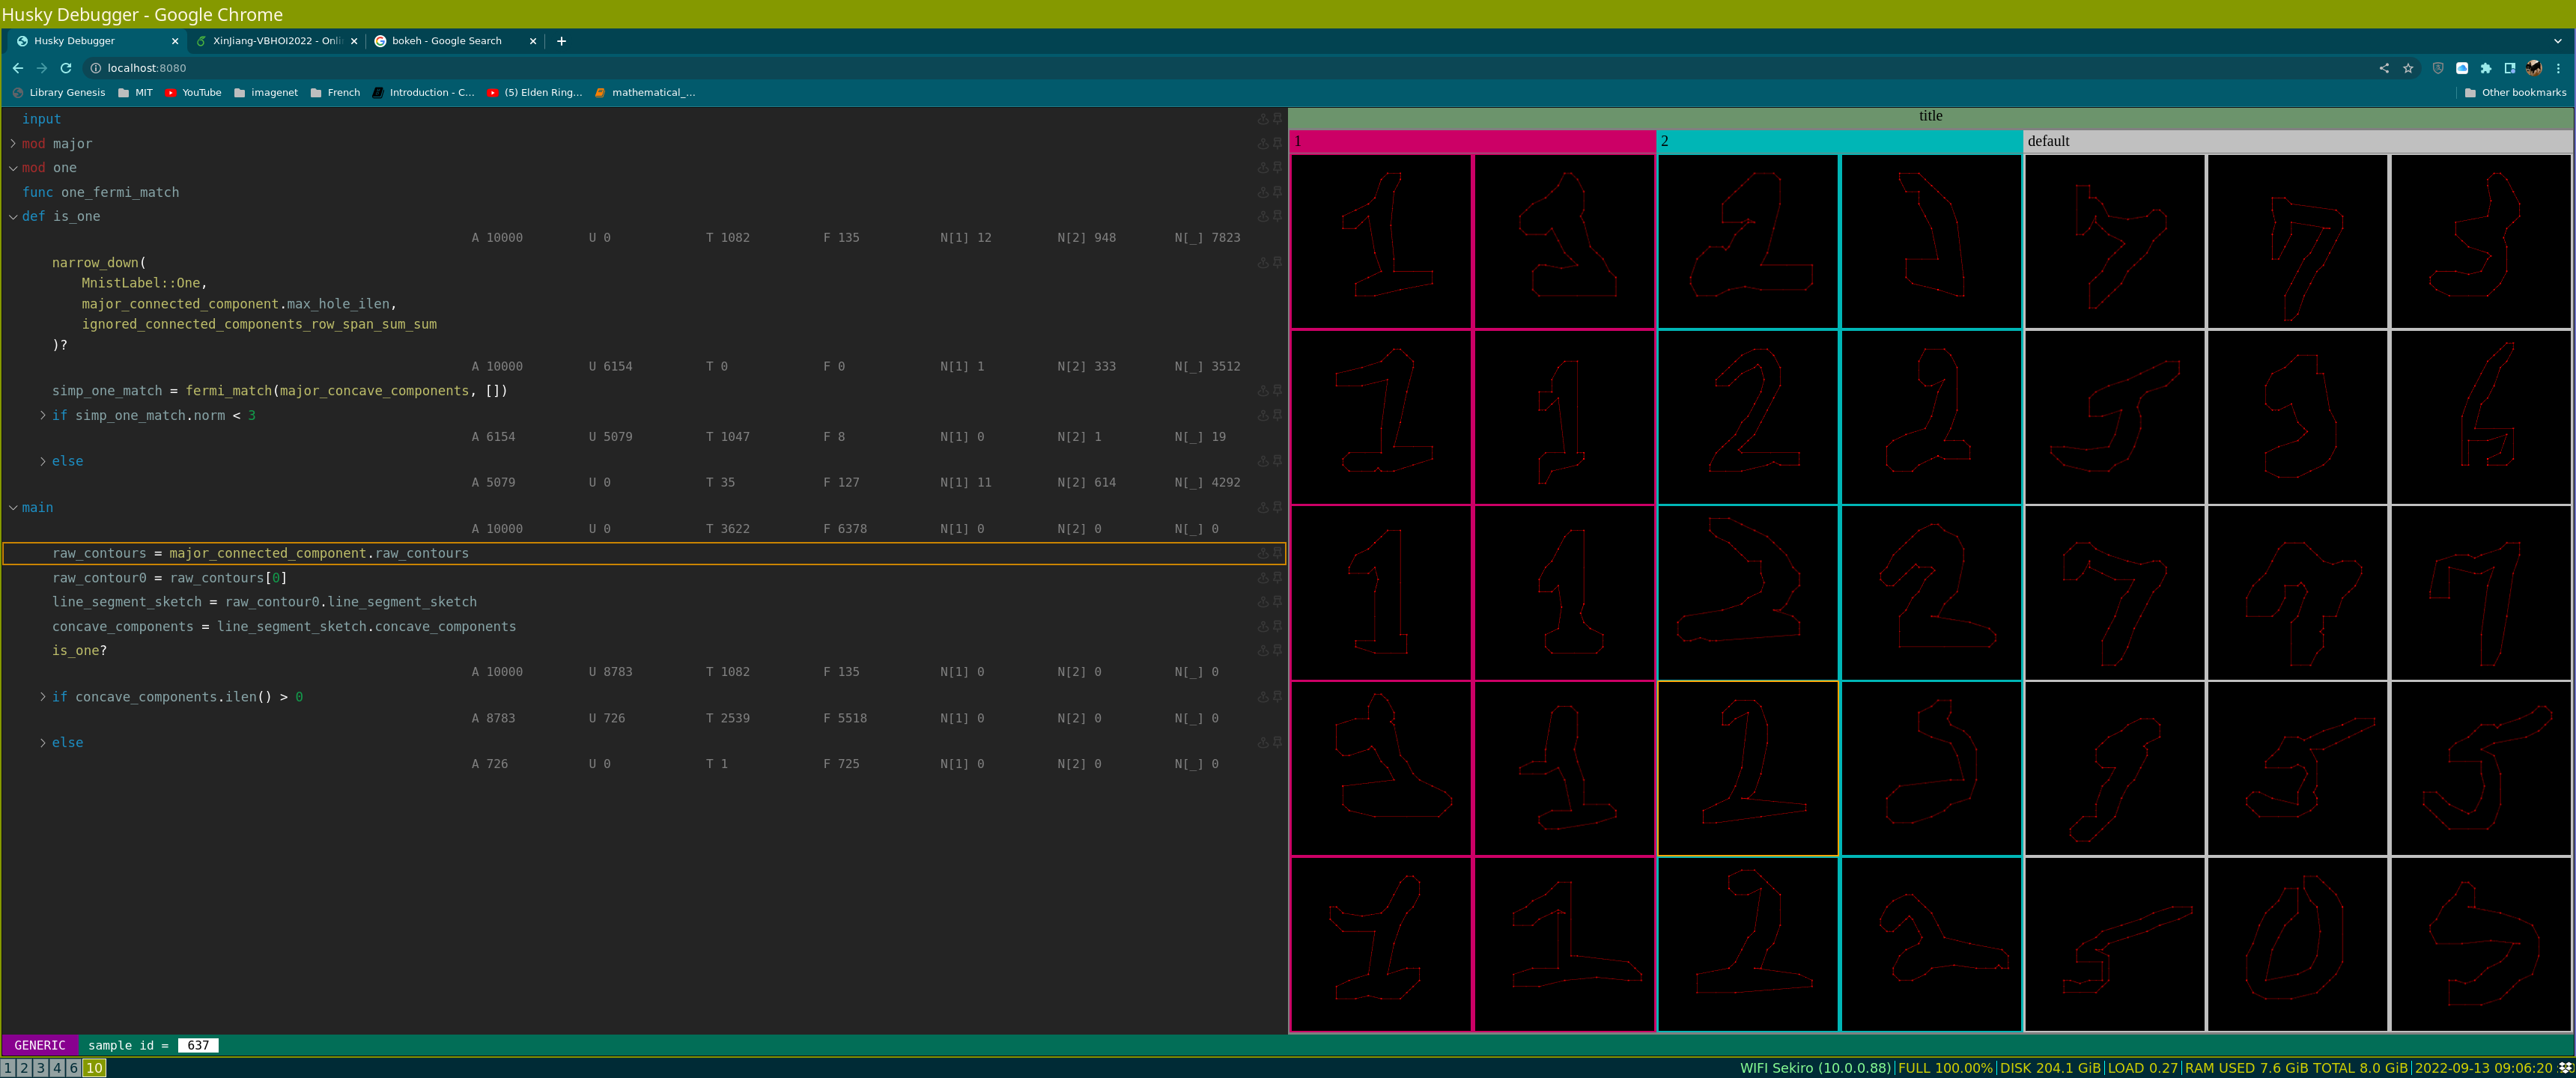 Husky Debugger - Google Chrome
Husky Debugger
XinJiang-VBHOI2022 - Onli
bokeh - Google Search
localhost:8080
Library Genesis MIT YouTube imagenet French Introduction - C... (5) Elden Ring... mathematical_... Other bookmarks
input
mod major
mod one
func one_fermi_match
def is_one
A 10000 U 0 T 1082 F 135 N[1] 12 N[2] 948 N[_] 7823
narrow_down(
MnistLabel::One,
major_connected_component.max_hole_ilen,
ignored_connected_components_row_span_sum_sum
)?
A 10000 U 6154 T 0 F 0 N[1] 1 N[2] 333 N[_] 3512
simp_one_match = fermi_match(major_concave_components, [])
if simp_one_match.norm < 3
A 6154 U 5079 T 1047 F 8 N[1] 0 N[2] 1 N[_] 19
else
A 5079 U 0 T 35 F 127 N[1] 11 N[2] 614 N[_] 4292
main
A 10000 U 0 T 3622 F 6378 N[1] 0 N[2] 0 N[_] 0
raw_contours = major_connected_component.raw_contours
raw_contour0 = raw_contours[0]
line_segment_sketch = raw_contour0.line_segment_sketch
concave_components = line_segment_sketch.concave_components
is_one?
A 10000 U 8783 T 1082 F 135 N[1] 0 N[2] 0 N[_] 0
if concave_components.ilen() > 0
A 8783 U 726 T 2539 F 5518 N[1] 0 N[2] 0 N[_] 0
else
A 726 U 0 T 1 F 725 N[1] 0 N[2] 0 N[_] 0
title
1 2 default
GENERIC sample id = 637
1 2 3 4 6 10 WIFI Sekiro (10.0.0.88)|FULL 100.00%|DISK 204.1 GiB|LOAD 0.27|RAM USED 7.6 GiB TOTAL 8.0 GiB|2022-09-13 09:06:20